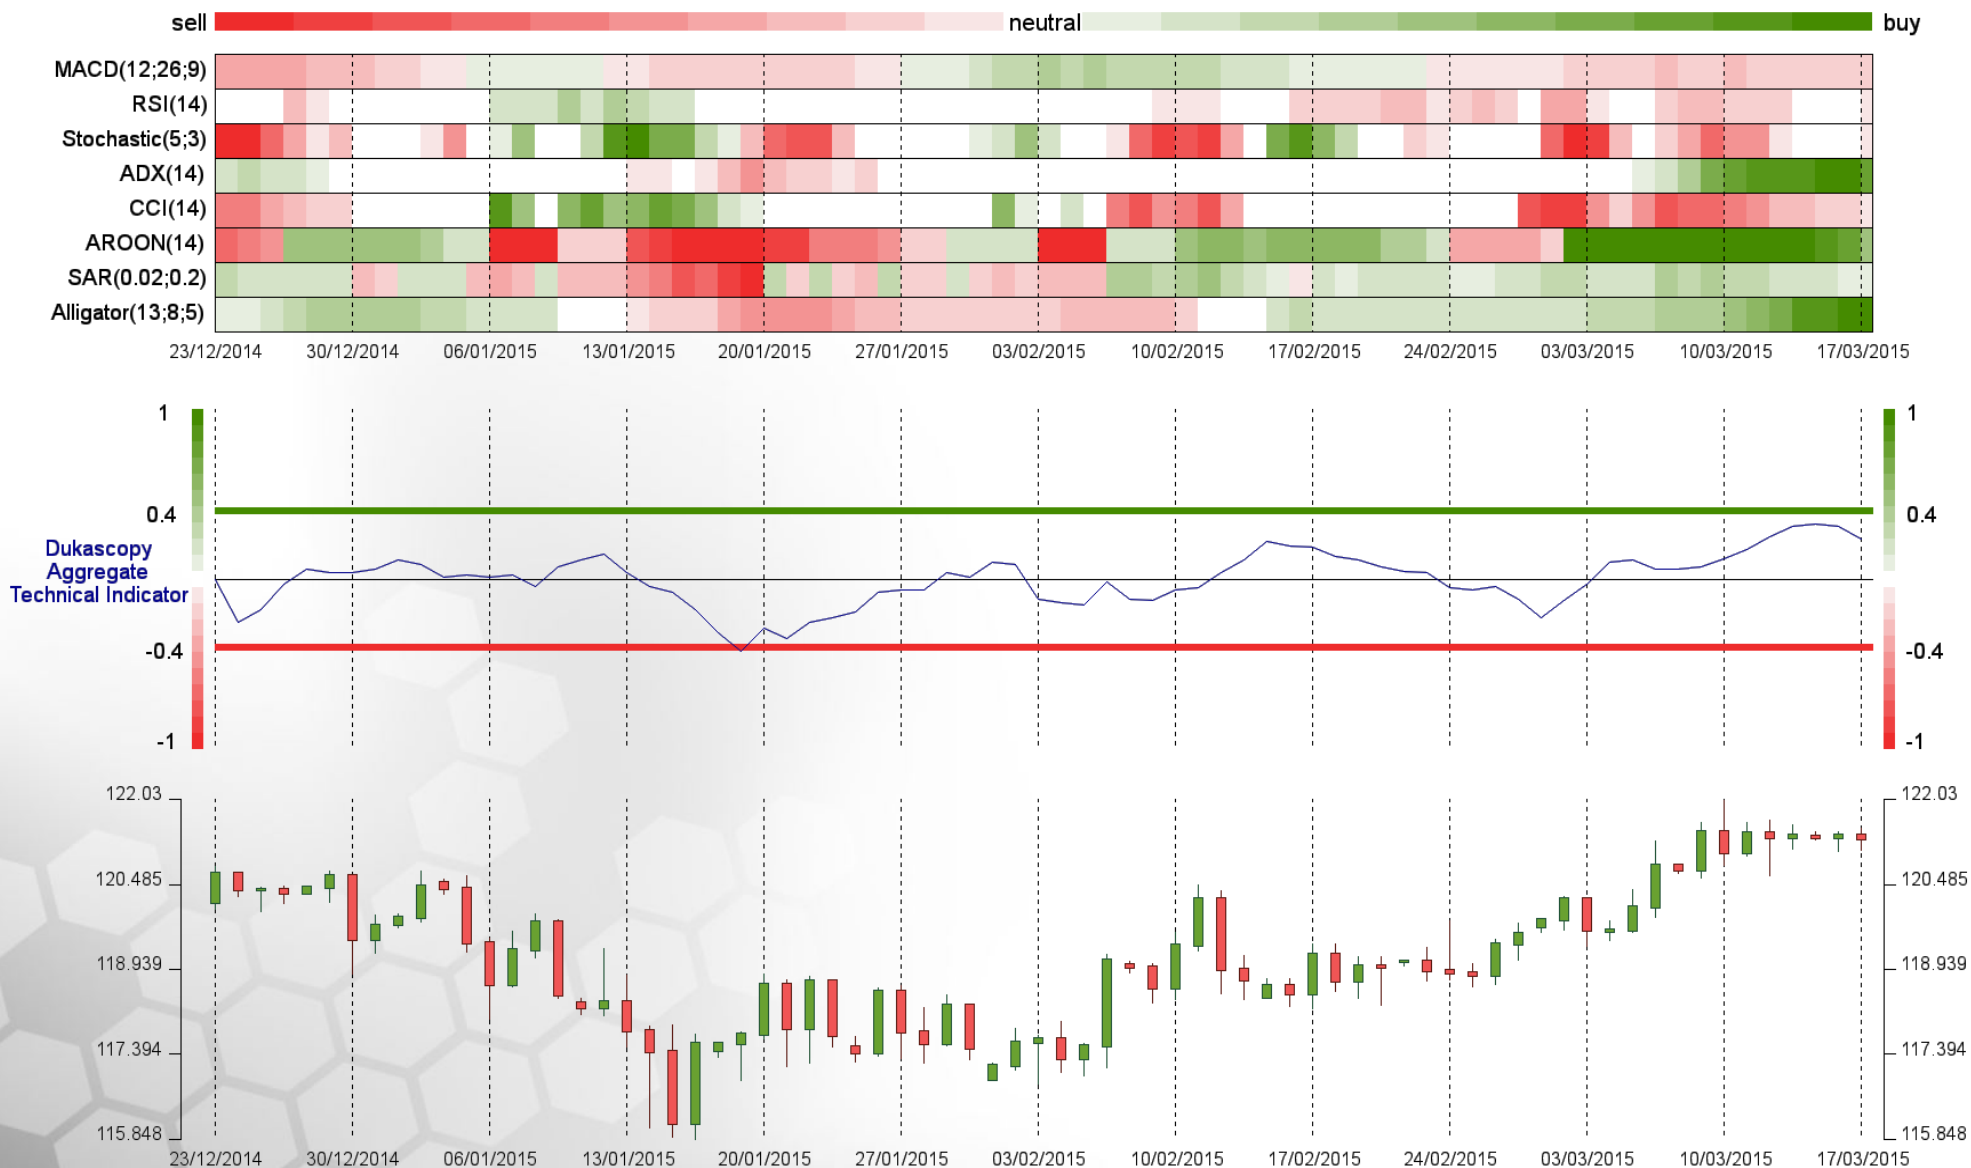 sell neutral buy
MACD(12;26;9)
RSI(14)
Stochastic(5;3)
ADX(14)
CCI(14)
AROON(14)
SAR(0.02;0.2)
Alligator(13;8;5)
23/12/2014 30/12/2014 06/01/2015 13/01/2015 20/01/2015 27/01/2015 03/02/2015 10/02/2015 17/02/2015 24/02/2015 03/03/2015 10/03/2015 17/03/2015
1 1
0.4 0.4
Dukascopy
Aggregate
Technical Indicator
-0.4 -0.4
-1 -1
122.03 122.03
120.485 120.485
118.939 118.939
117.394 117.394
115.848 115.848
23/12/2014 30/12/2014 06/01/2015 13/01/2015 20/01/2015 27/01/2015 03/02/2015 10/02/2015 17/02/2015 24/02/2015 03/03/2015 10/03/2015 17/03/2015